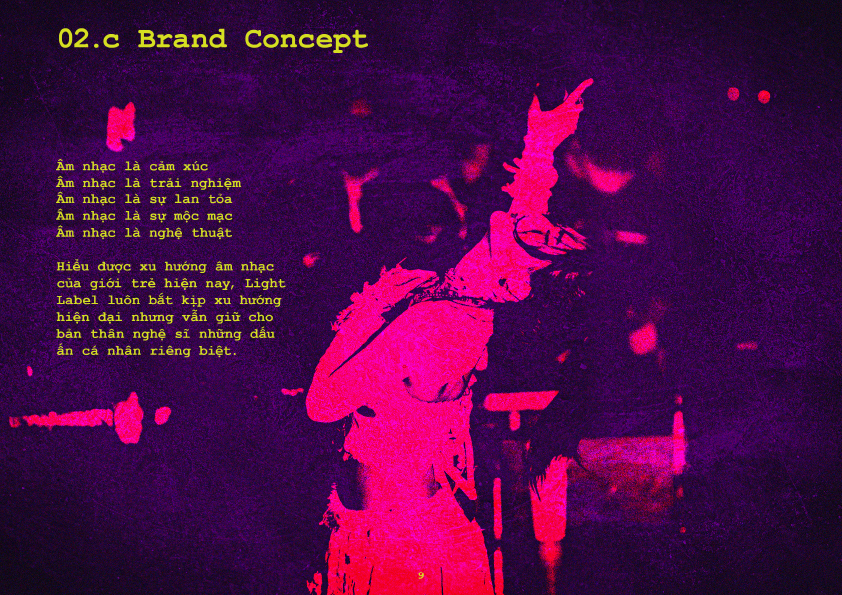 02.c Brand Concept
Âm nhạc là cảm xúc
Âm nhạc là trải nghiệm
Âm nhạc là sự lan tỏa
Âm nhạc là sự mộc mạc
Âm nhạc là nghệ thuật
Hiểu được xu hướng âm nhạc
của giới trẻ hiện nay, Light
Label luôn bắt kịp xu hướng
hiện đại nhưng vẫn giữ cho
bản thân nghệ sĩ những dấu
ấn cá nhân riêng biệt.
9